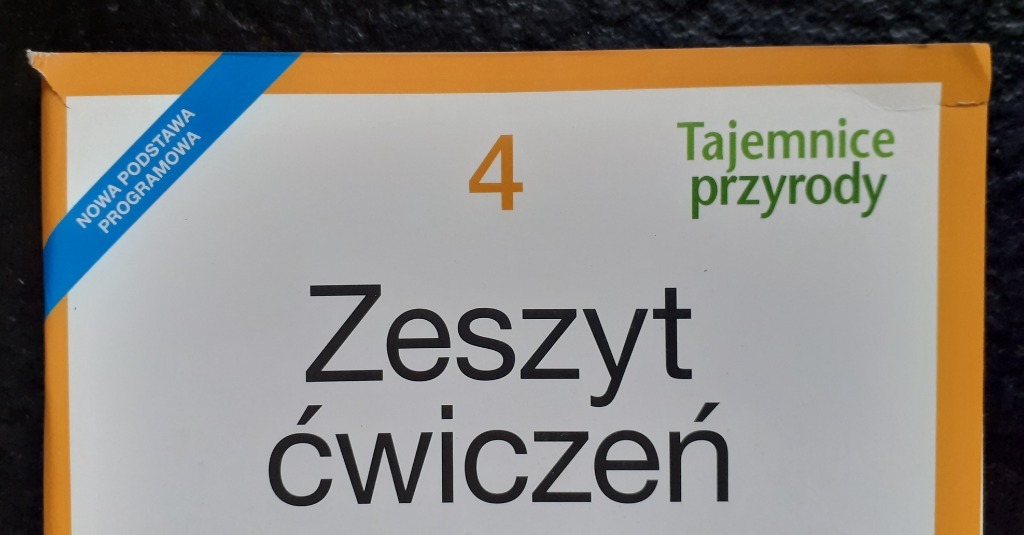 NOWA PODSTAWA
PROGRAMOWA
4
Tajemnice
przyrody
Zeszyt
ćwiczeń